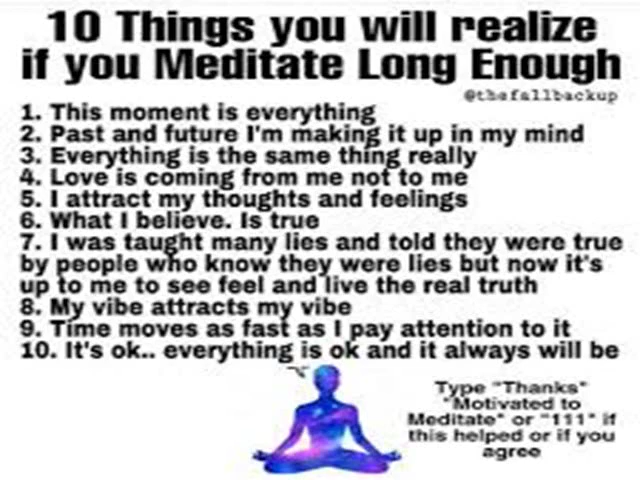 10 Things you will realize
if you Meditate Long Enough
@thefallbackup
1. This moment is everything
2. Past and future I'm making it up in my mind
3. Everything is the same thing really
4. Love is coming from me not to me
5. I attract my thoughts and feelings
6. What I believe. Is true
7. I was taught many lies and told they were true
by people who know they were lies but now it's
up to me to see feel and live the real truth
8. My vibe attracts my vibe
9. Time moves as fast as I pay attention to it
10. It's ok.. everything is ok and it always will be
Type "Thanks"
"Motivated to
Meditate" or "111" if
this helped or if you
agree